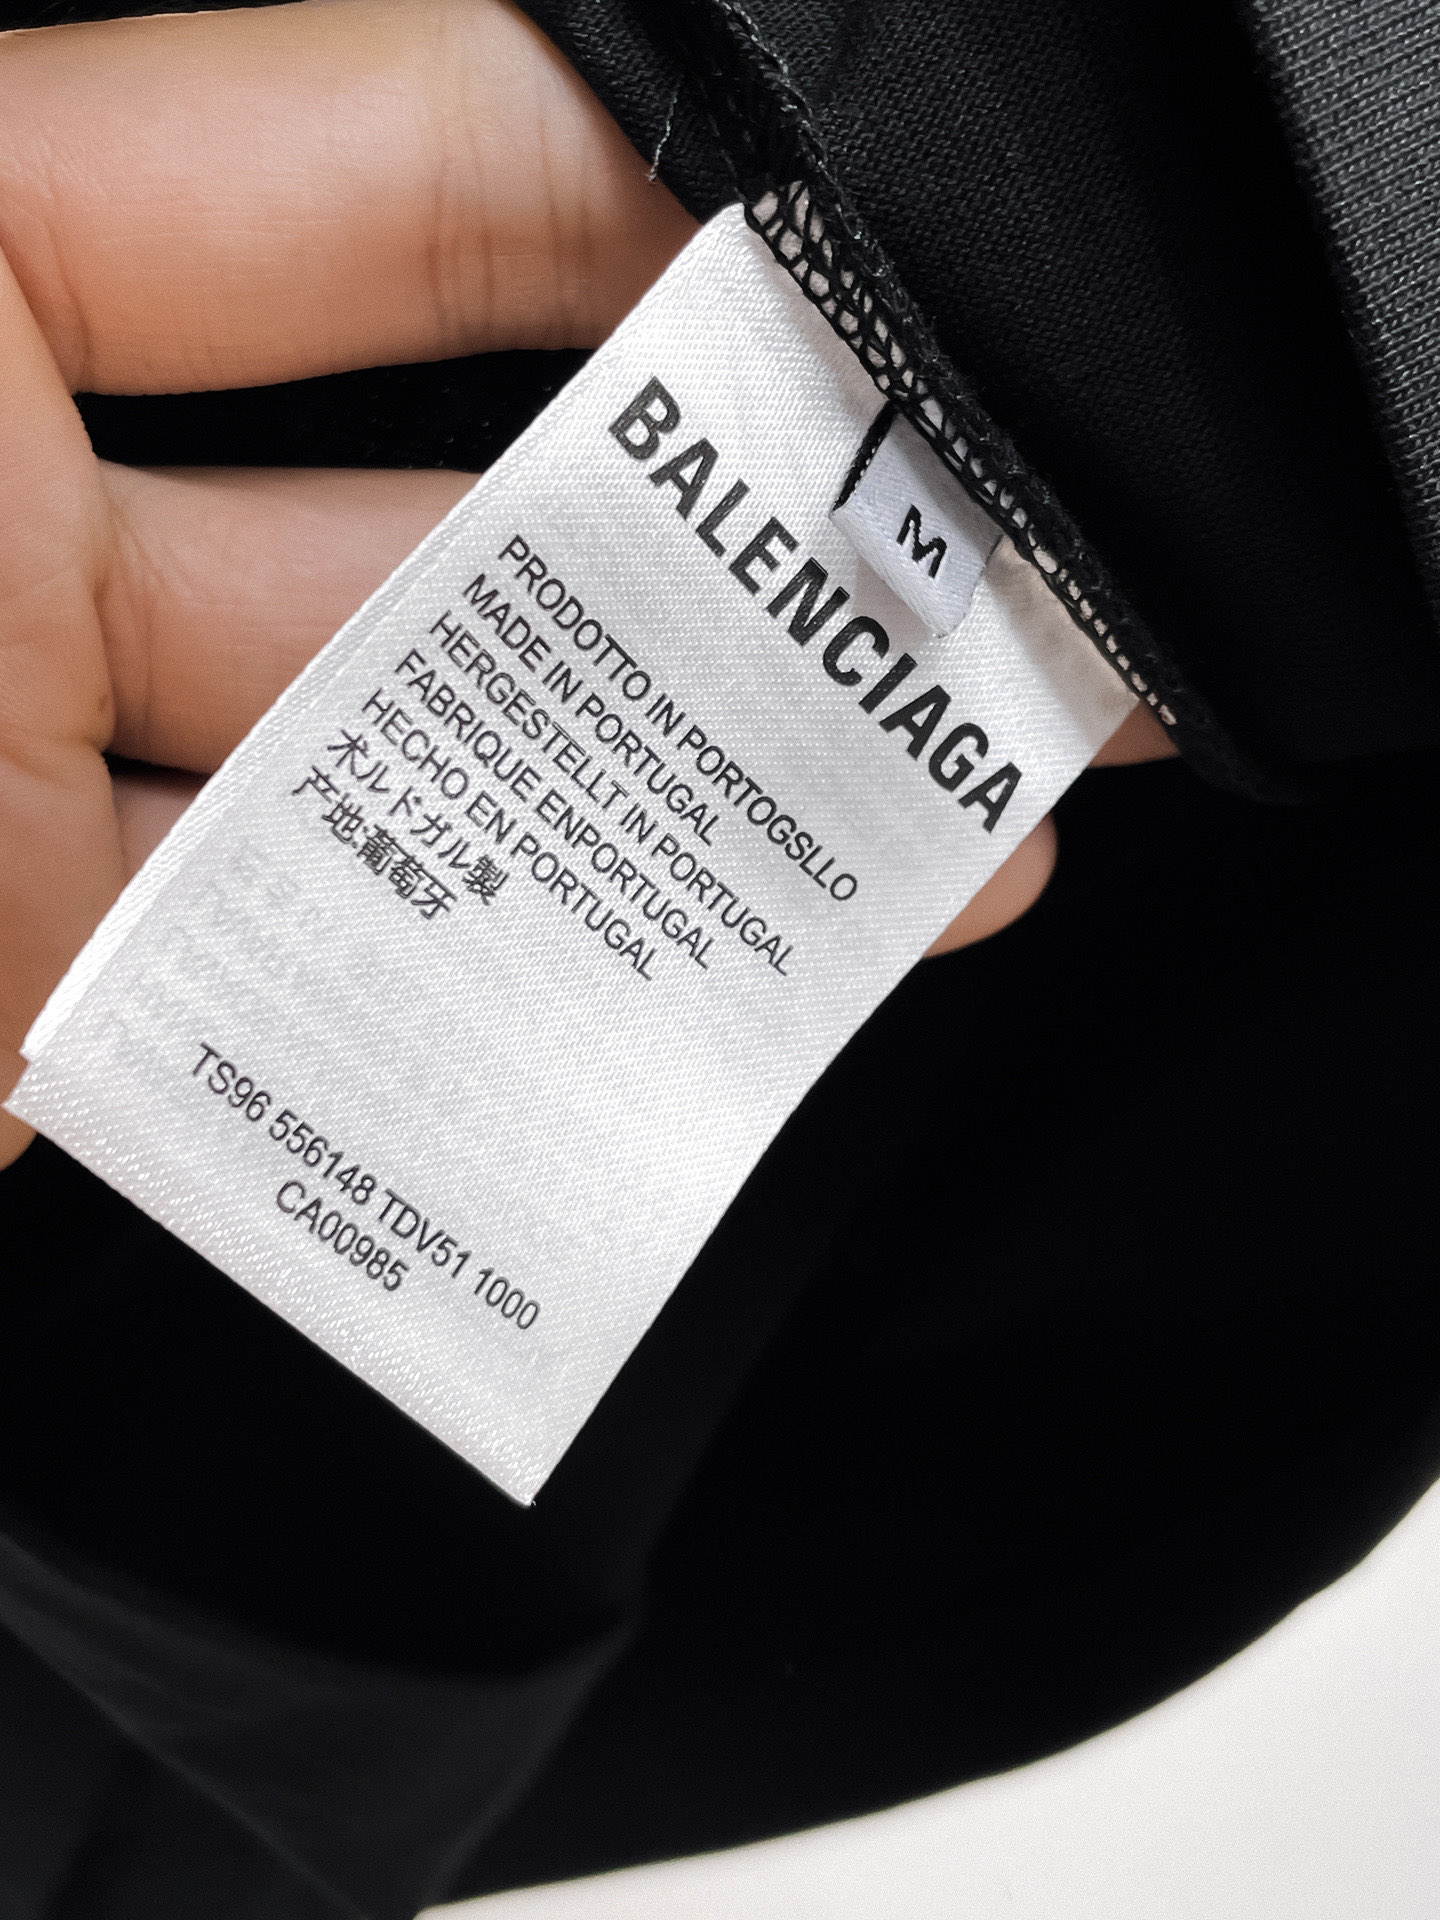 BALENCIAGA
M
PRODOTTO IN PORTOGSLLO
MADE IN PORTUGAL
HERGESTELLT IN PORTUGAL
FABRIQUE ENPORTUGAL
HECHO EN PORTUGAL
术ルドガル製
产地:葡萄牙
TS96 556148 TDV51 1000
CA00985